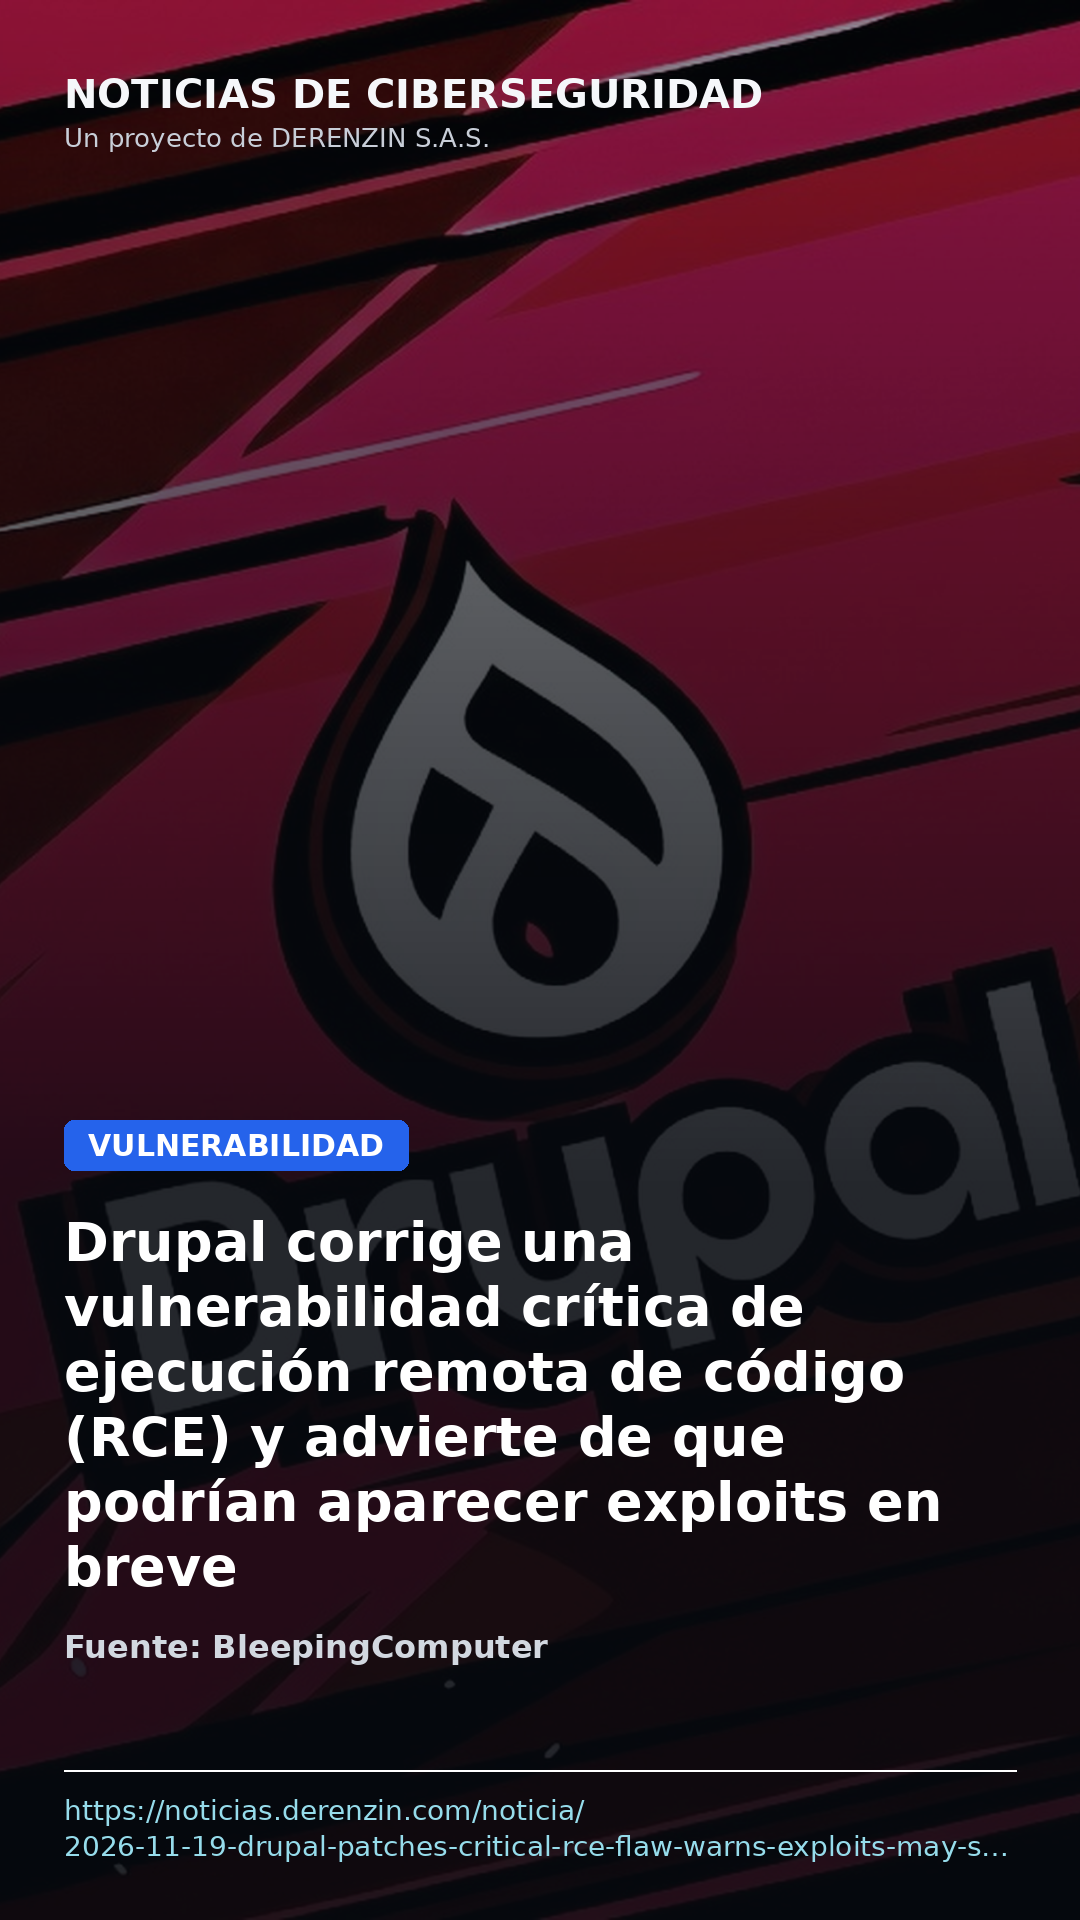 NOTICIAS DE CIBERSEGURIDAD
Un proyecto de DERENZIN S.A.S.
Drupal
VULNERABILIDAD
Drupal corrige una
vulnerabilidad crítica de
ejecución remota de código
(RCE) y advierte de que
podrían aparecer exploits en
breve
Fuente: BleepingComputer
https://noticias.derenzin.com/noticia/
2026-11-19-drupal-patches-critical-rce-flaw-warns-exploits-may-s...